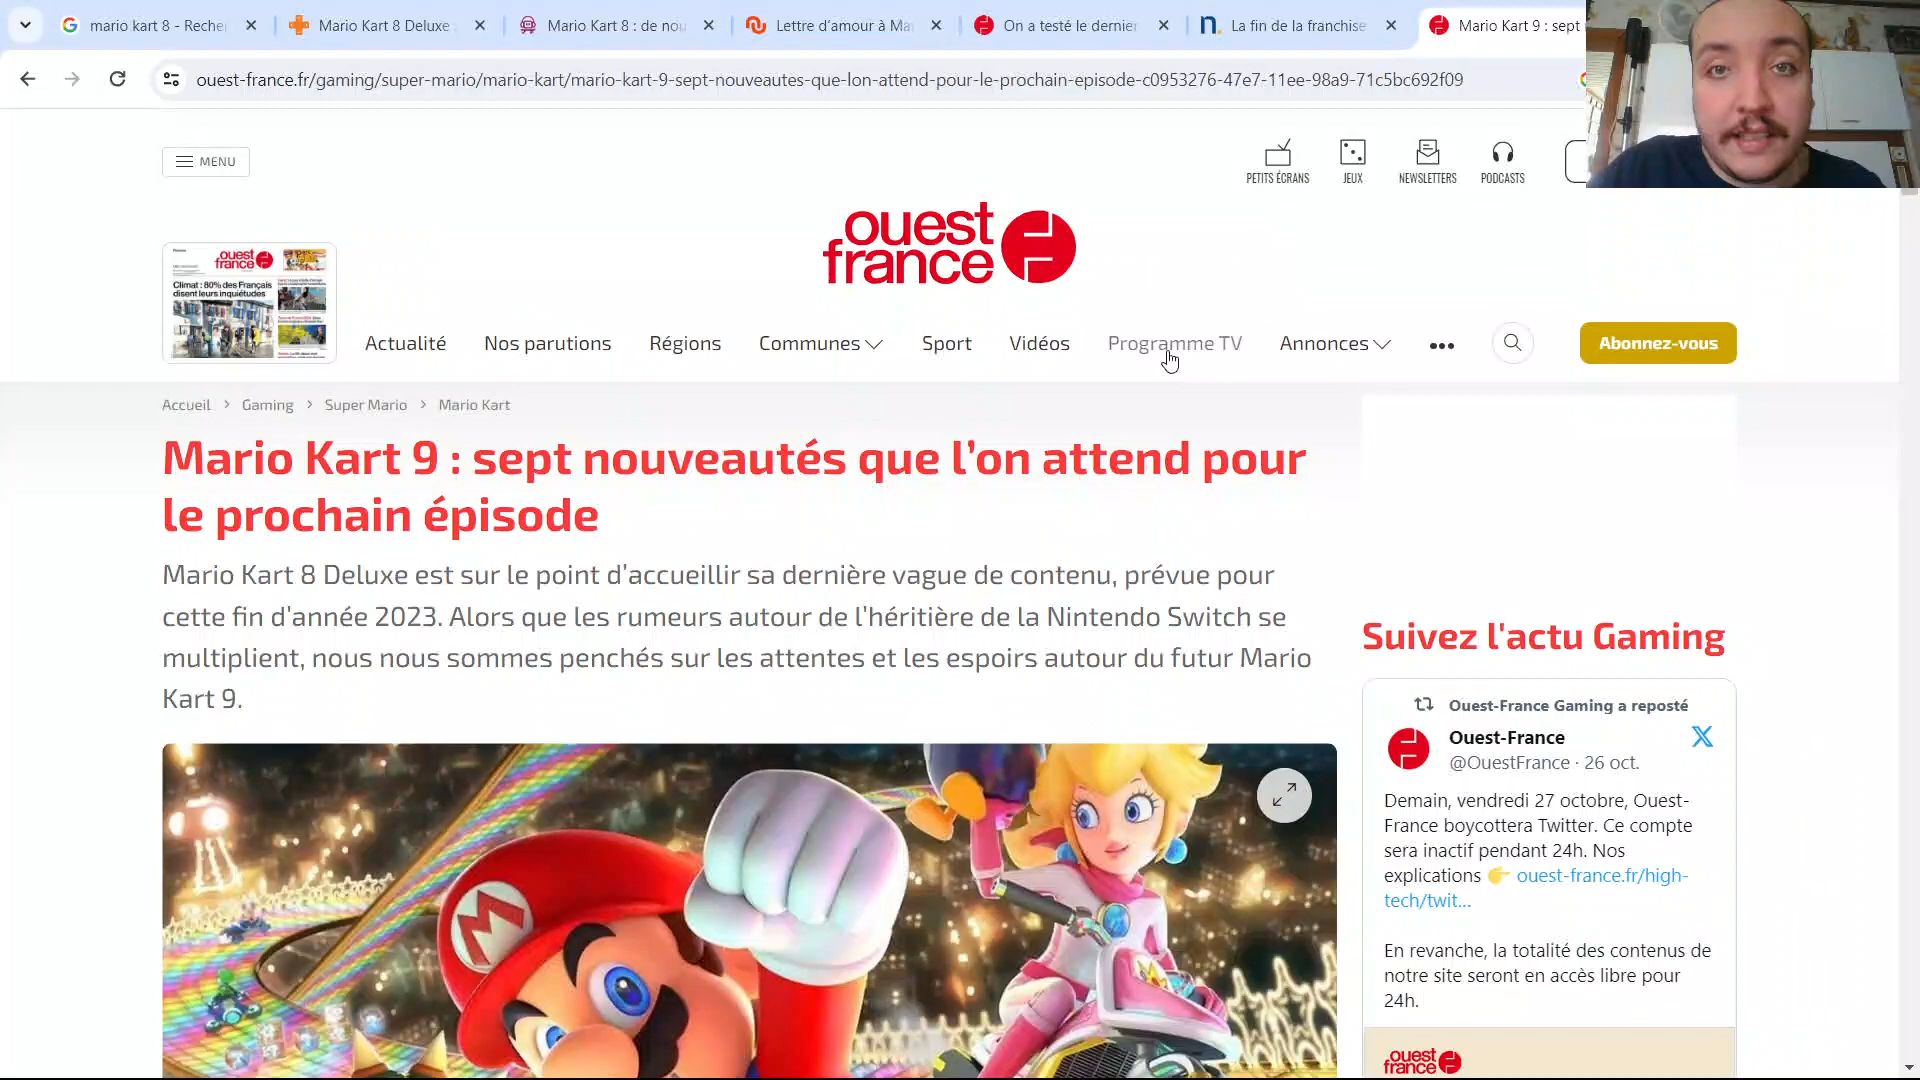 mario kart 8 - Reche
Mario Kart 8 Deluxe
Mario Kart 8 : de nou
Lettre d'amour à Ma
On a testé le dernier
La fin de la franchise
Mario Kart 9 : sept
ouest-france.fr/gaming/super-mario/mario-kart/mario-kart-9-sept-nouveautes-que-lon-attend-pour-le-prochain-episode-c0953276-47e7-11ee-98a9-71c5bc692f09
MENU
PETITS ÉCRANS
JEUX
NEWSLETTERS
PODCASTS
ouest
france
ouest
france
Climat : 80% des Français
disent leurs inquiétudes
Actualité
Nos parutions
Régions
Communes
Sport
Vidéos
Programme TV
Annonces
Abonnez-vous
Accueil > Gaming > Super Mario > Mario Kart
Mario Kart 9 : sept nouveautés que l’on attend pour
le prochain épisode
Mario Kart 8 Deluxe est sur le point d’accueillir sa dernière vague de contenu, prévue pour
cette fin d’année 2023. Alors que les rumeurs autour de l’héritière de la Nintendo Switch se
multiplient, nous nous sommes penchés sur les attentes et les espoirs autour du futur Mario
Kart 9.
M
Suivez l'actu Gaming
Ouest-France Gaming a reposté
Ouest-France
@OuestFrance · 26 oct.
Demain, vendredi 27 octobre, Ouest-
France boycottera Twitter. Ce compte
sera inactif pendant 24h. Nos
explications 👉 ouest-france.fr/high-
tech/twit...
En revanche, la totalité des contenus de
notre site seront en accès libre pour
24h.
ouest
france